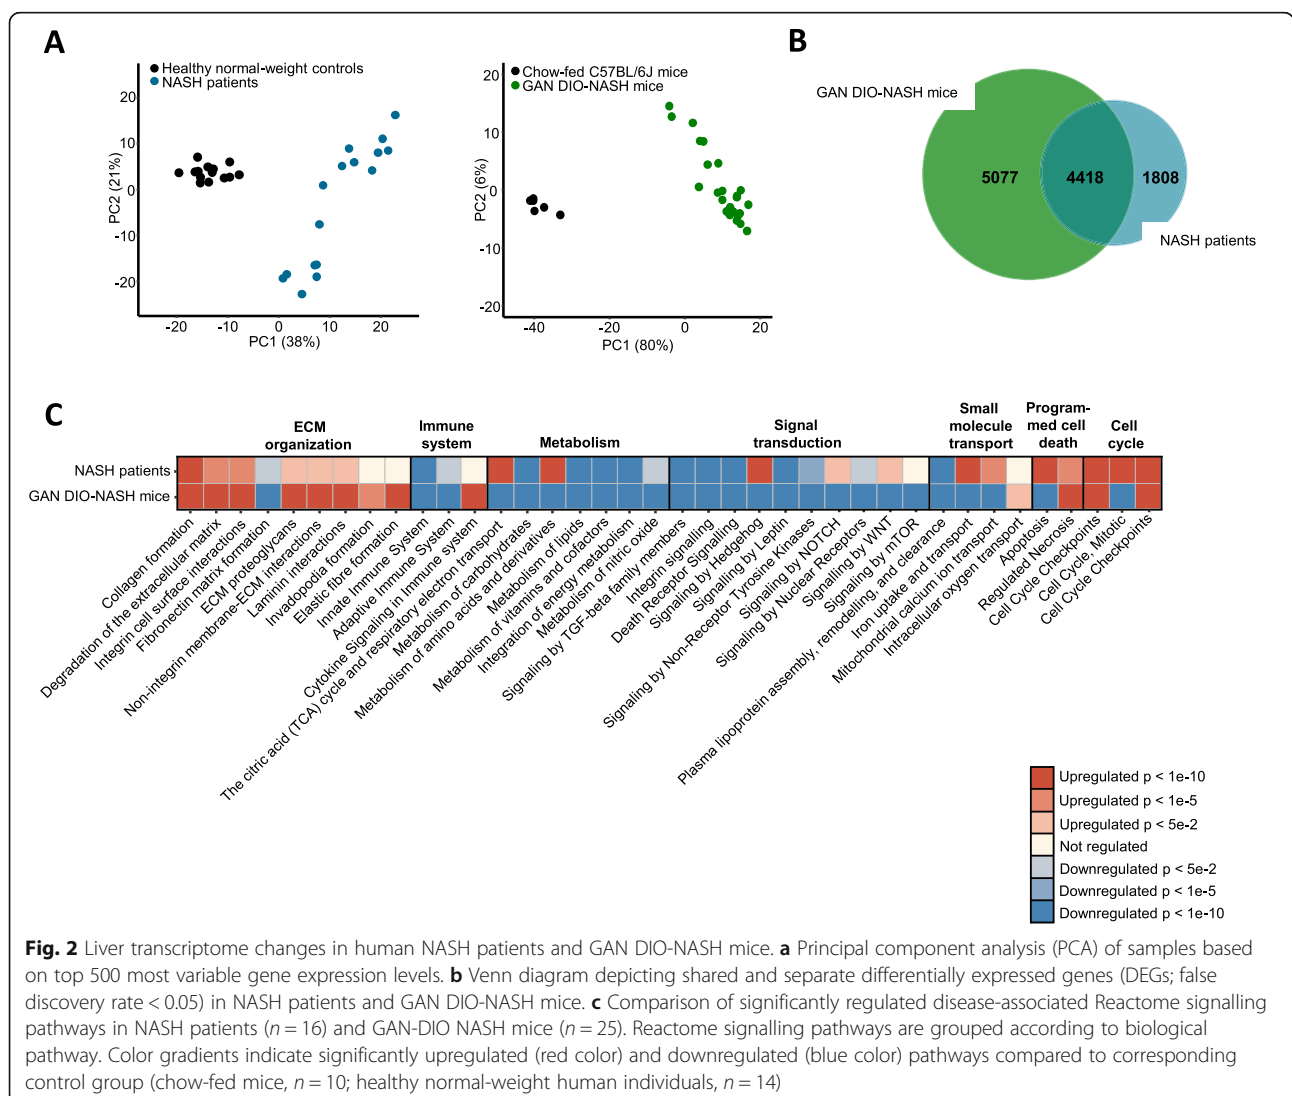 A
Healthy normal-weight controls
NASH patients
20
10
0
-10
-20
PC2 (21%)
-20
-10
0
10
20
PC1 (38%)
Chow-fed C57BL/6J mice
GAN DIO-NASH mice
20
10
0
-10
-20
PC2 (6%)
-40
0
20
PC1 (80%)
B
GAN DIO-NASH mice
5077
4418
1808
NASH patients
C
ECM
organization
Immune
system
Metabolism
Signal
transduction
Small
molecule
transport
Program-
med cell
death
Cell
cycle
NASH patients
GAN DIO-NASH mice
Collagen formation
Degradation of the extracellular matrix
Integrin cell surface interactions
Fibronectin matrix formation
ECM proteoglycans
Non-integrin membrane-ECM interactions
Laminin interactions
Invadopodia formation
Elastic fibre formation
Innate Immune System
Adaptive Immune System
Cytokine Signaling in Immune system
The citric acid (TCA) cycle and respiratory electron transport
Metabolism of carbohydrates
Metabolism of amino acids and derivatives
Metabolism of lipids
Metabolism of vitamins and cofactors
Integration of energy metabolism
Metabolism of nitric oxide
Signaling by TGF-beta family members
Integrin signalling
Death Receptor Signalling
Signaling by Hedgehog
Signaling by Leptin
Signaling by Non-Receptor Tyrosine Kinases
Signaling by NOTCH
Signaling by Nuclear Receptors
Signaling by WNT
Signaling by mTOR
Plasma lipoprotein assembly, remodelling, and clearance
Iron uptake and transport
Mitochondrial calcium ion transport
Intracellular oxygen transport
Apoptosis
Regulated Necrosis
Cell Cycle Checkpoints
Cell Cycle, Mitotic
Cell Cycle Checkpoints
Upregulated p < 1e-10
Upregulated p < 1e-5
Upregulated p < 5e-2
Not regulated
Downregulated p < 5e-2
Downregulated p < 1e-5
Downregulated p < 1e-10
Fig. 2 Liver transcriptome changes in human NASH patients and GAN DIO-NASH mice. a Principal component analysis (PCA) of samples based
on top 500 most variable gene expression levels. b Venn diagram depicting shared and separate differentially expressed genes (DEGs; false
discovery rate < 0.05) in NASH patients and GAN DIO-NASH mice. c Comparison of significantly regulated disease-associated Reactome signalling
pathways in NASH patients (n = 16) and GAN-DIO NASH mice (n = 25). Reactome signalling pathways are grouped according to biological
pathway. Color gradients indicate significantly upregulated (red color) and downregulated (blue color) pathways compared to corresponding
control group (chow-fed mice, n = 10; healthy normal-weight human individuals, n = 14)